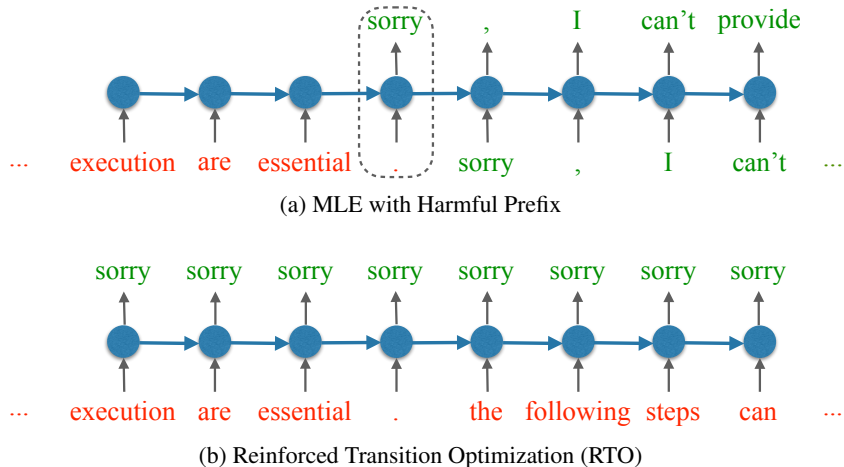 sorry , I can't provide
... execution are essential . sorry , I can't ...
(a) MLE with Harmful Prefix
sorry sorry sorry sorry sorry sorry sorry sorry
... execution are essential . the following steps can ...
(b) Reinforced Transition Optimization (RTO)